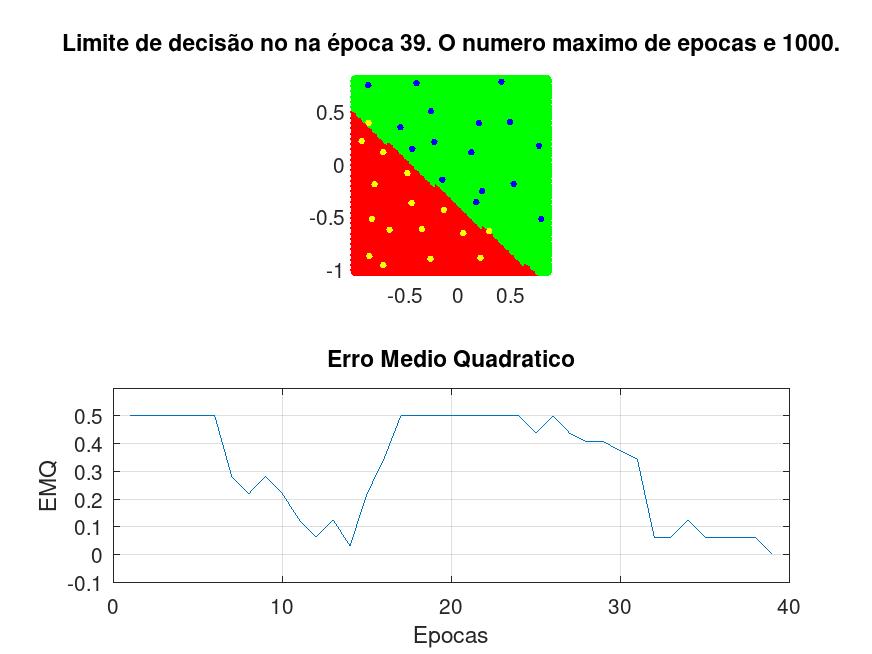 Limite de decisão no na época 39. O numero maximo de epocas e 1000.
0.5
0
-0.5
-1
-0.5 0 0.5
Erro Medio Quadratico
0.5
0.4
0.3
0.2
0.1
0
-0.1
EMQ
0 10 20 30 40
Epocas